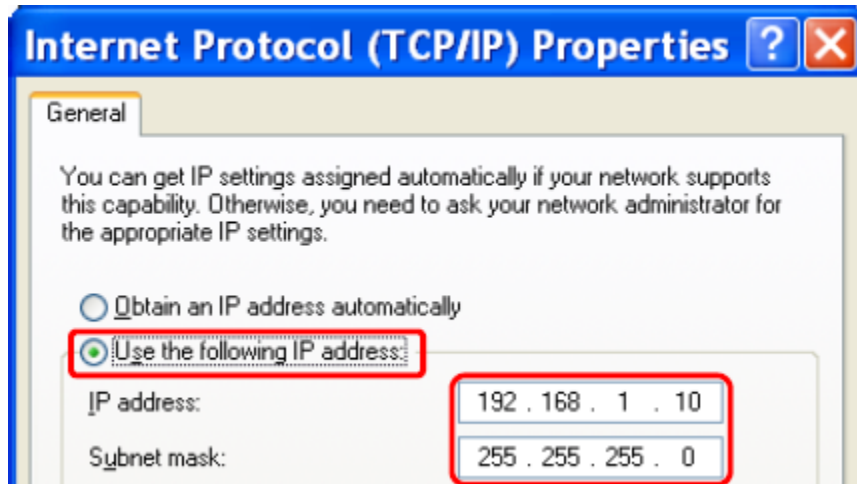 Internet Protocol (TCP/IP) Properties
General
You can get IP settings assigned automatically if your network supports
this capability. Otherwise, you need to ask your network administrator for
the appropriate IP settings.
Obtain an IP address automatically
Use the following IP address:
IP address: 192 . 168 . 1 . 10
Subnet mask: 255 . 255 . 255 . 0